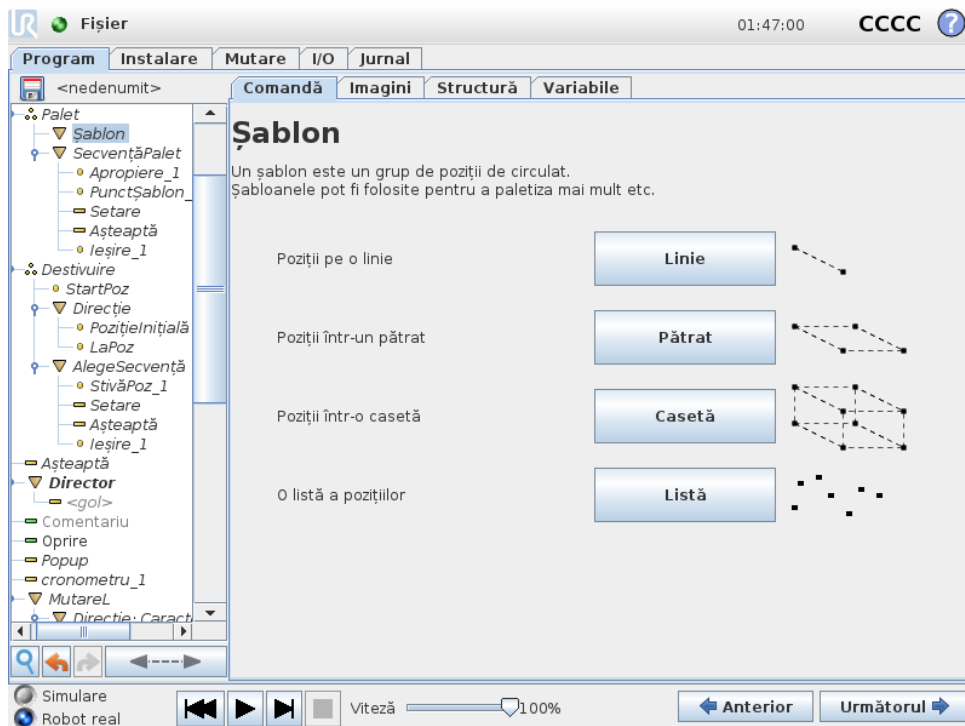 UR Fișier 01:47:00 CCCC ?
Program Instalare Mutare I/O Jurnal
<nedenumit>
Comandă Imagini Structură Variabile
Palet
Șablon
SecvențăPalet
Apropiere_1
PunctȘablon_
Setare
Așteaptă
Ieșire_1
Destivuire
StartPoz
Direcție
PozițieInițială
LaPoz
AlegeSecvență
StivăPoz_1
Setare
Așteaptă
Ieșire_1
Așteaptă
Director
<gol>
Comentariu
Oprire
Popup
cronometru_1
MutareL
Direcție: Caract
Șablon
Un șablon este un grup de poziții de circulat.
Șabloanele pot fi folosite pentru a paletiza mai mult etc.
Poziții pe o linie Linie
Poziții într-un pătrat Pătrat
Poziții într-o casetă Casetă
O listă a pozițiilor Listă
Simulare
Robot real
Viteză 100%
Anterior Următorul